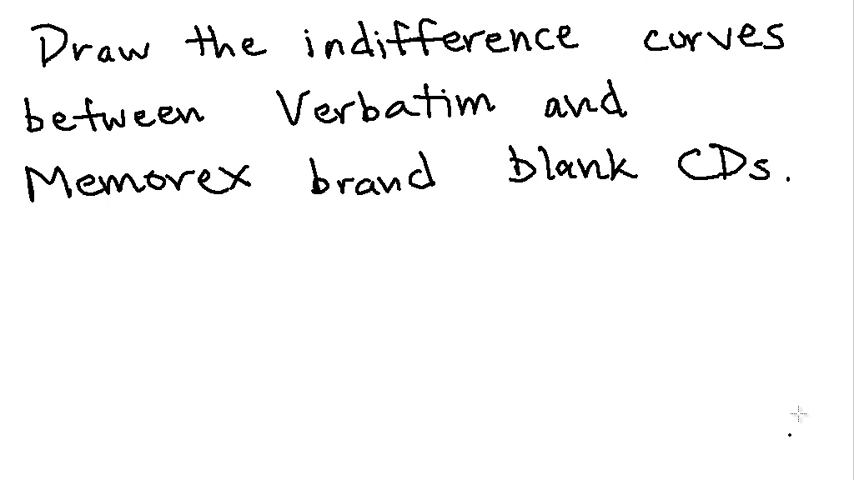 Draw the indifference curves
between Verbatim and
Memorex brand blank CDs.